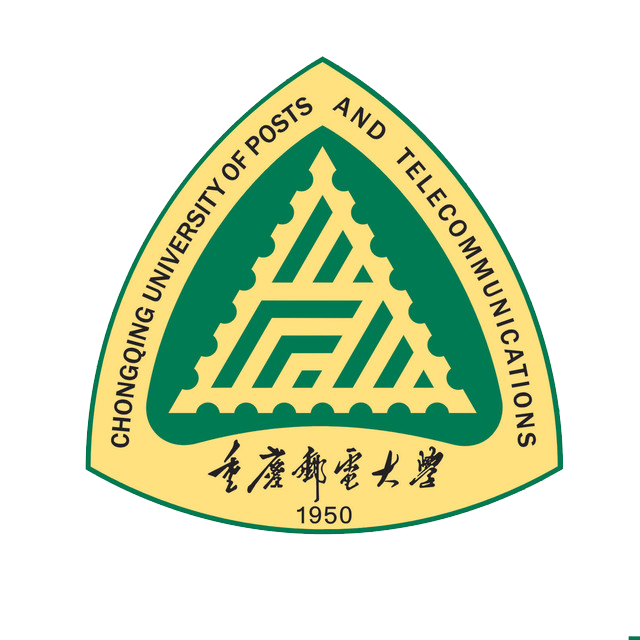 CHONGQING UNIVERSITY OF POSTS AND TELECOMMUNICATIONS
重慶郵電大學
1950